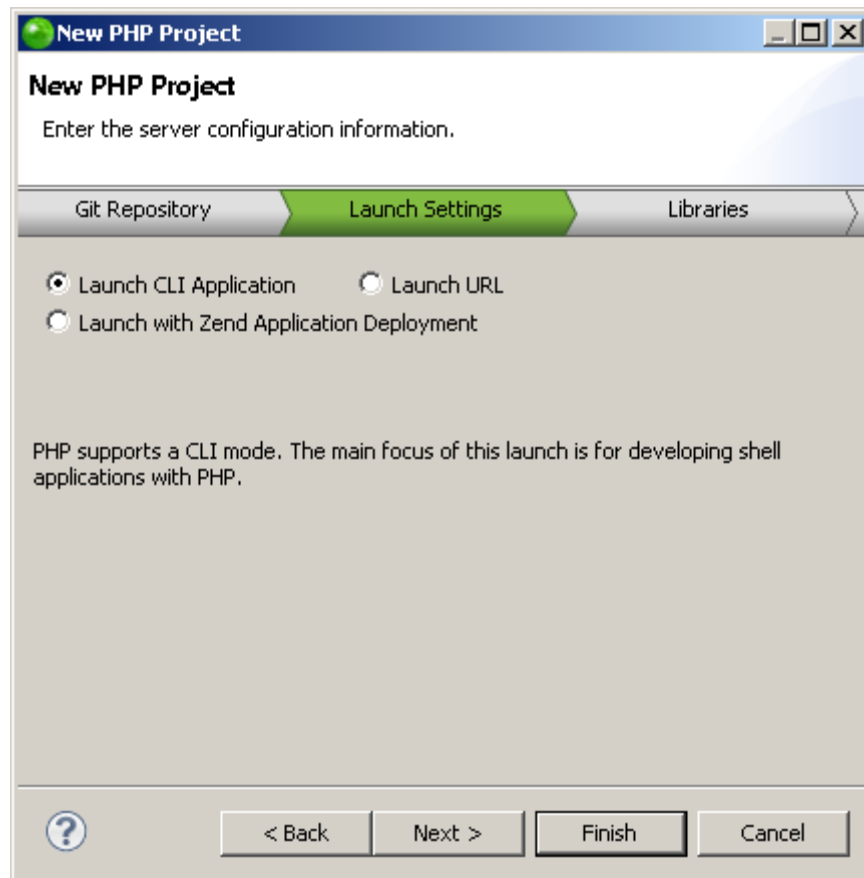 New PHP Project
New PHP Project
Enter the server configuration information.
Git Repository
Launch Settings
Libraries
Launch CLI Application
Launch URL
Launch with Zend Application Deployment
PHP supports a CLI mode. The main focus of this launch is for developing shell
applications with PHP.
?
< Back
Next >
Finish
Cancel